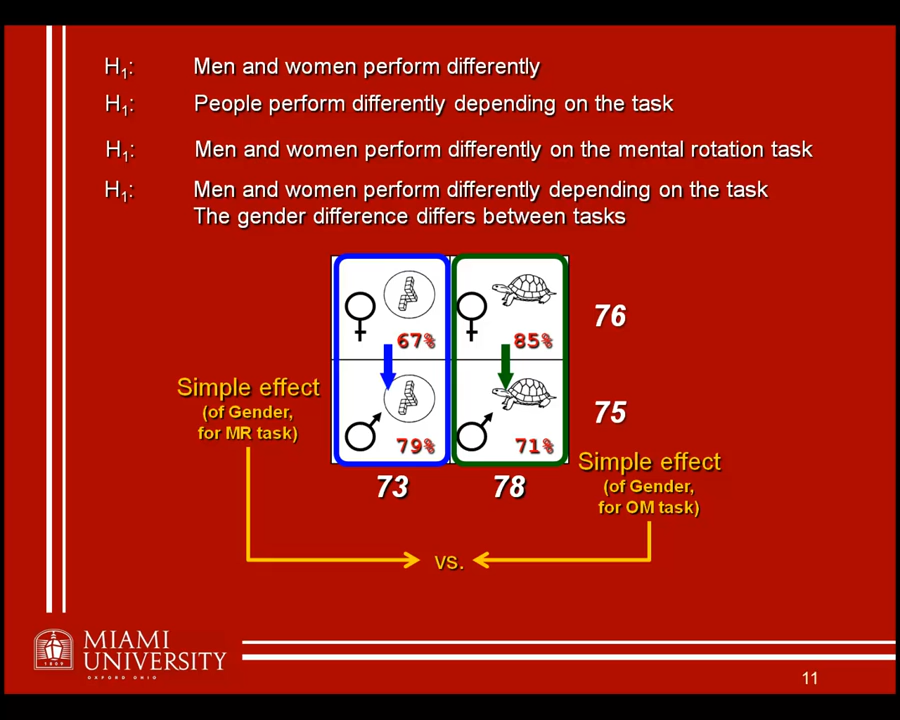 H1: Men and women perform differently
H1: People perform differently depending on the task
H1: Men and women perform differently on the mental rotation task
H1: Men and women perform differently depending on the task
The gender difference differs between tasks
67% 85% 76
Simple effect
(of Gender,
for MR task)
79% 71% 75
73 78
Simple effect
(of Gender,
for OM task)
vs.
1809
MIAMI
UNIVERSITY
OXFORD OHIO
11